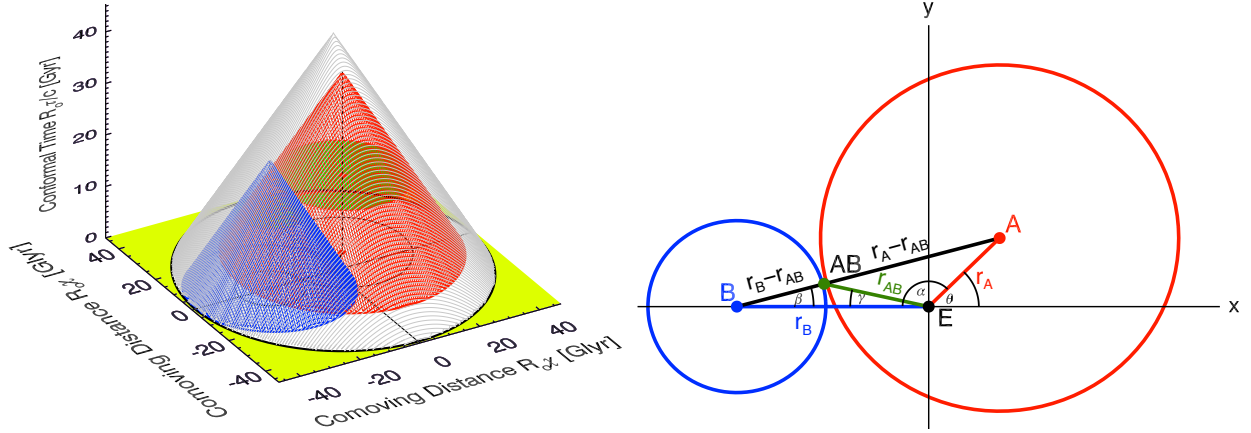 Conformal Time R₀τ/c [Gyr]
40
30
20
10
0
40
20
0
-20
-40
Comoving Distance R₀χ [Glyr]
-40
-20
0
20
40
Comoving Distance R₀χ [Glyr]
y
x
A
r_A–r_AB
AB
r_B–r_AB
r_AB
r_A
B
β
γ
α
θ
E
r_B